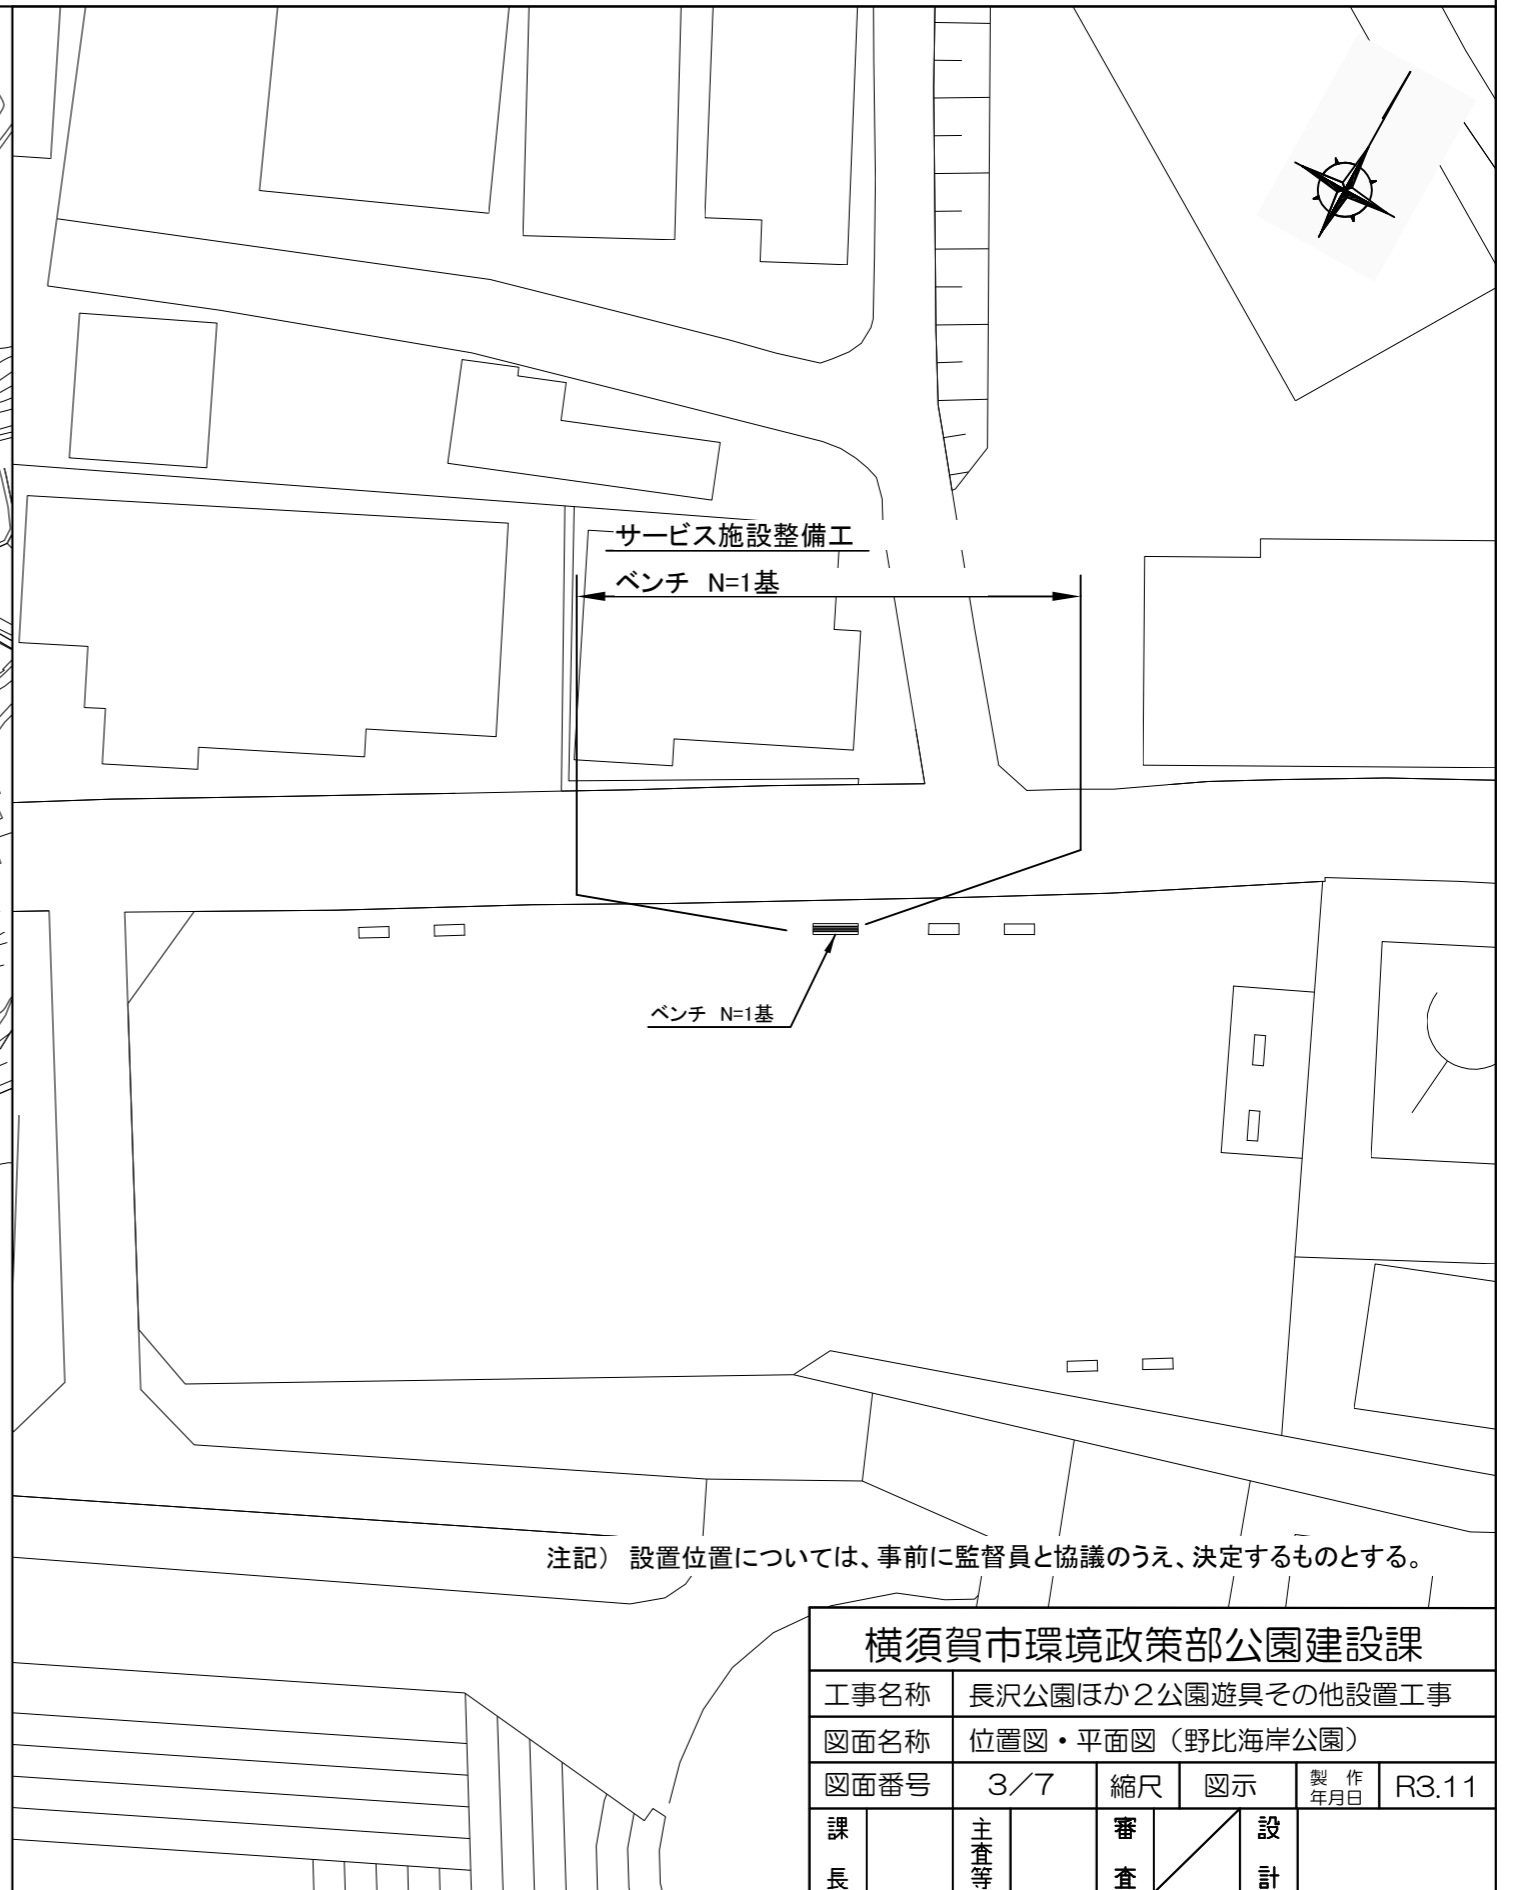 サービス施設整備工
ベンチ N=1基
ベンチ N=1基
注記） 設置位置については、事前に監督員と協議のうえ、決定するものとする。
横須賀市環境政策部公園建設課
工事名称 長沢公園ほか２公園遊具その他設置工事
図面名称 位置図・平面図（野比海岸公園）
図面番号 3／7 縮尺 図示 製作年月日 R3.11
課長 主査等 審査 設計